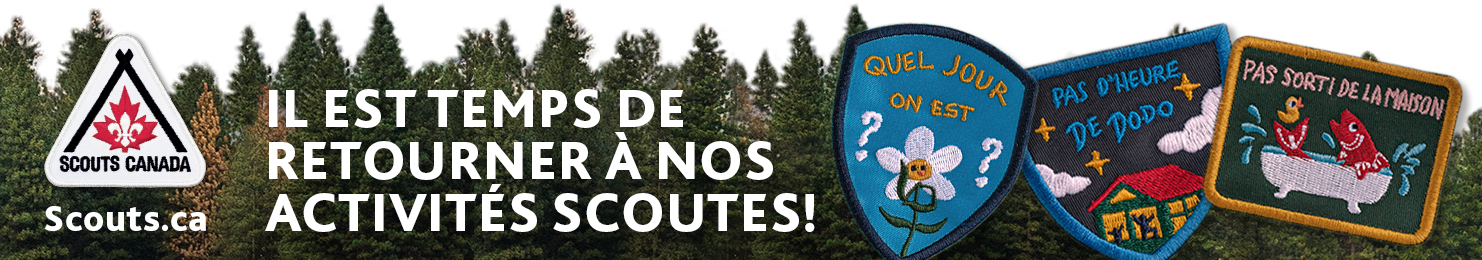 SCOUTS CANADA
Scouts.ca
IL EST TEMPS DE
RETOURNER À NOS
ACTIVITÉS SCOUTES!
QUEL JOUR
ON EST
? ?
PAS D'HEURE
DE DODO
PAS SORTI DE LA MAISON